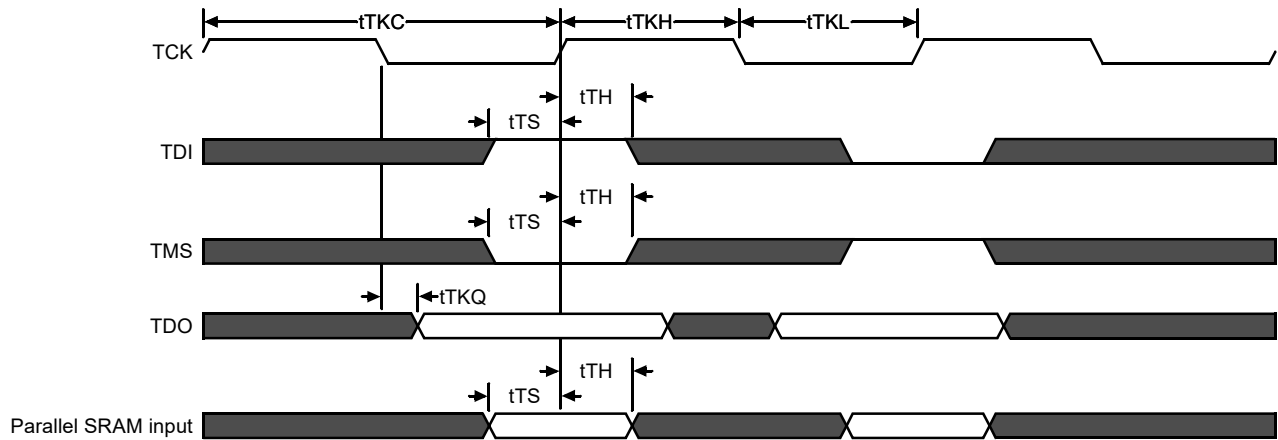 tTKC tTKH tTKL
TCK
tTH
tTS
TDI
tTH
tTS
TMS
tTKQ
TDO
tTH
tTS
Parallel SRAM input